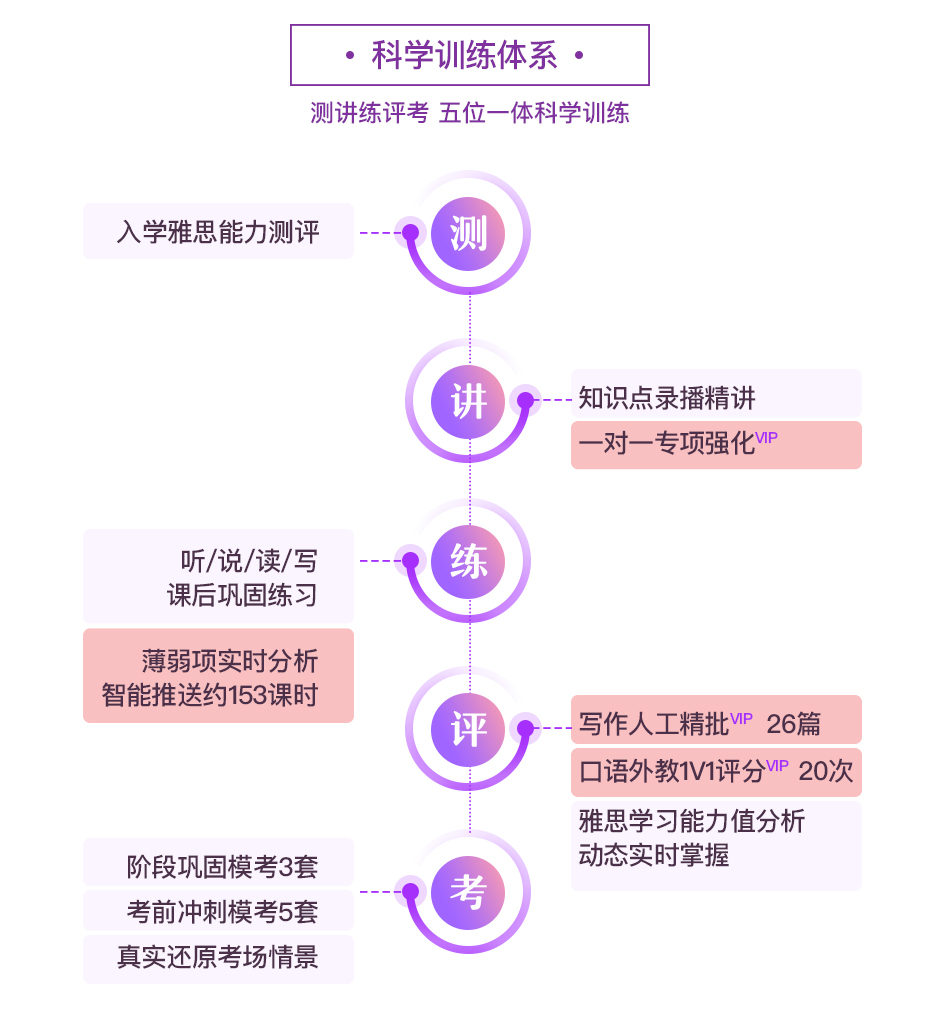 • 科学训练体系 •
测讲练评考 五位一体科学训练
入学雅思能力测评
测
讲
知识点录播精讲
一对一专项强化VIP
听/说/读/写
课后巩固练习
练
薄弱项实时分析
智能推送约153课时
评
写作人工精批VIP 26篇
口语外教1V1评分VIP 20次
雅思学习能力值分析
动态实时掌握
阶段巩固模考3套
考前冲刺模考5套
真实还原考场情景
考